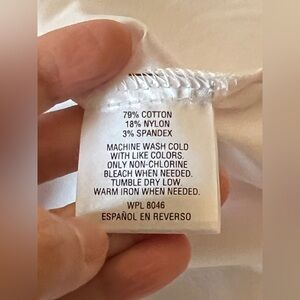 79% COTTON
18% NYLON
3% SPANDEX
MACHINE WASH COLD
WITH LIKE COLORS.
ONLY NON-CHLORINE
BLEACH WHEN NEEDED.
TUMBLE DRY LOW.
WARM IRON WHEN NEEDED.
WPL 8046
ESPAÑOL EN REVERSO